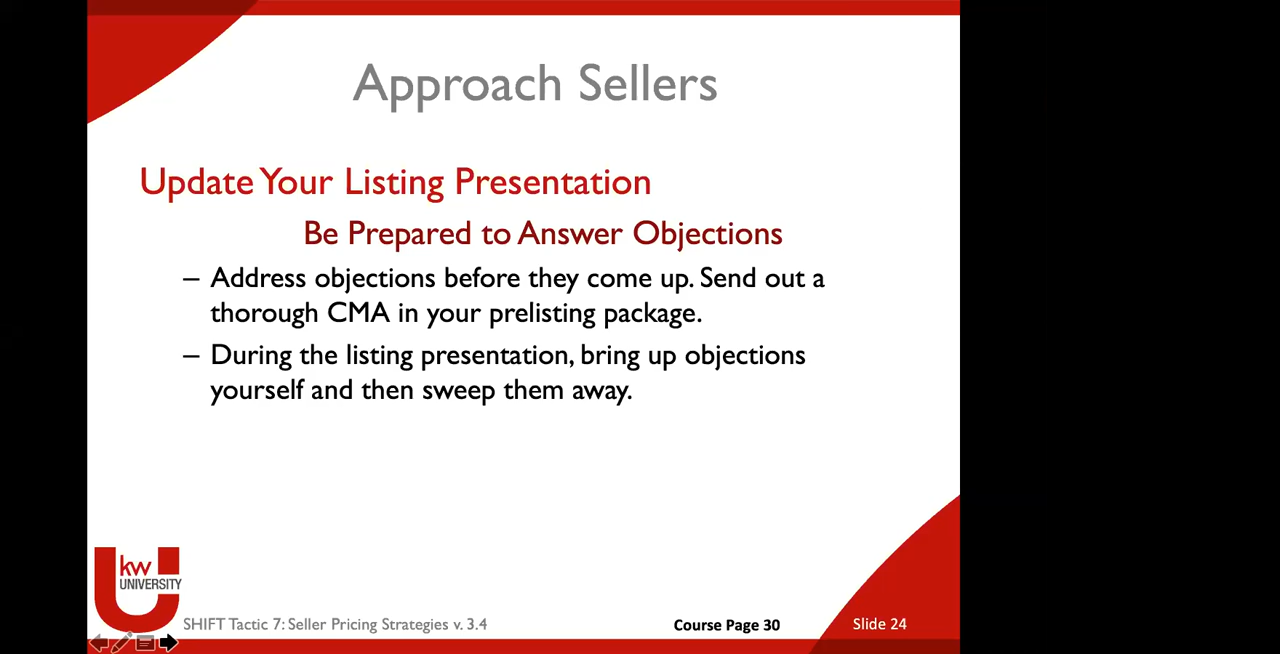 Approach Sellers
Update Your Listing Presentation
Be Prepared to Answer Objections
– Address objections before they come up. Send out a
thorough CMA in your prelisting package.
– During the listing presentation, bring up objections
yourself and then sweep them away.
kw
UNIVERSITY
SHIFT Tactic 7: Seller Pricing Strategies v. 3.4
Course Page 30
Slide 24